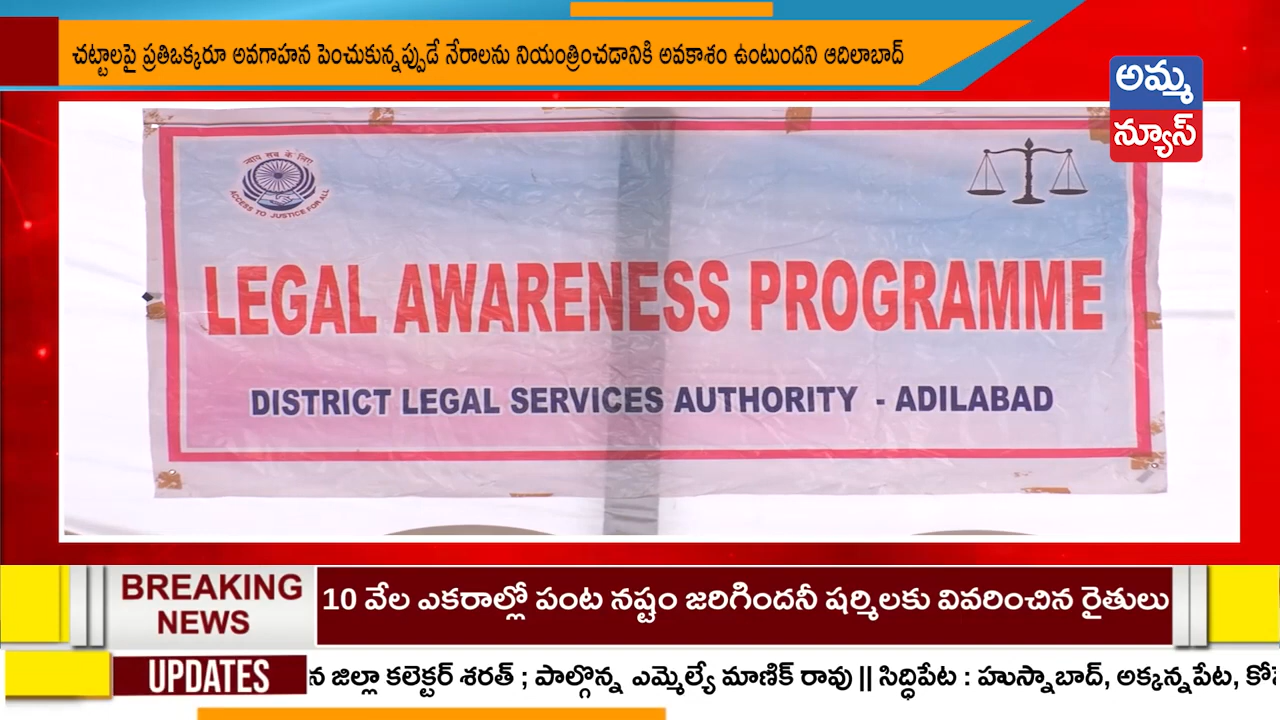 చట్టాలపై ప్రతిఒక్కరూ అవగాహన పెంచుకున్నప్పుడే నేరాలను నియంత్రించడానికి అవకాశం ఉంటుందని ఆదిలాబాద్
అమ్మ
న్యూస్
न्याय सब के लिए
ACCESS TO JUSTICE FOR ALL
LEGAL AWARENESS PROGRAMME
DISTRICT LEGAL SERVICES AUTHORITY - ADILABAD
BREAKING
NEWS
10 వేల ఎకరాల్లో పంట నష్టం జరిగిందనీ షర్మిలకు వివరించిన రైతులు
UPDATES
న జిల్లా కలెక్టర్ శరత్ ; పాల్గొన్న ఎమ్మెల్యే మాణిక్ రావు || సిద్ధిపేట : హుస్నాబాద్, అక్కన్నపేట,